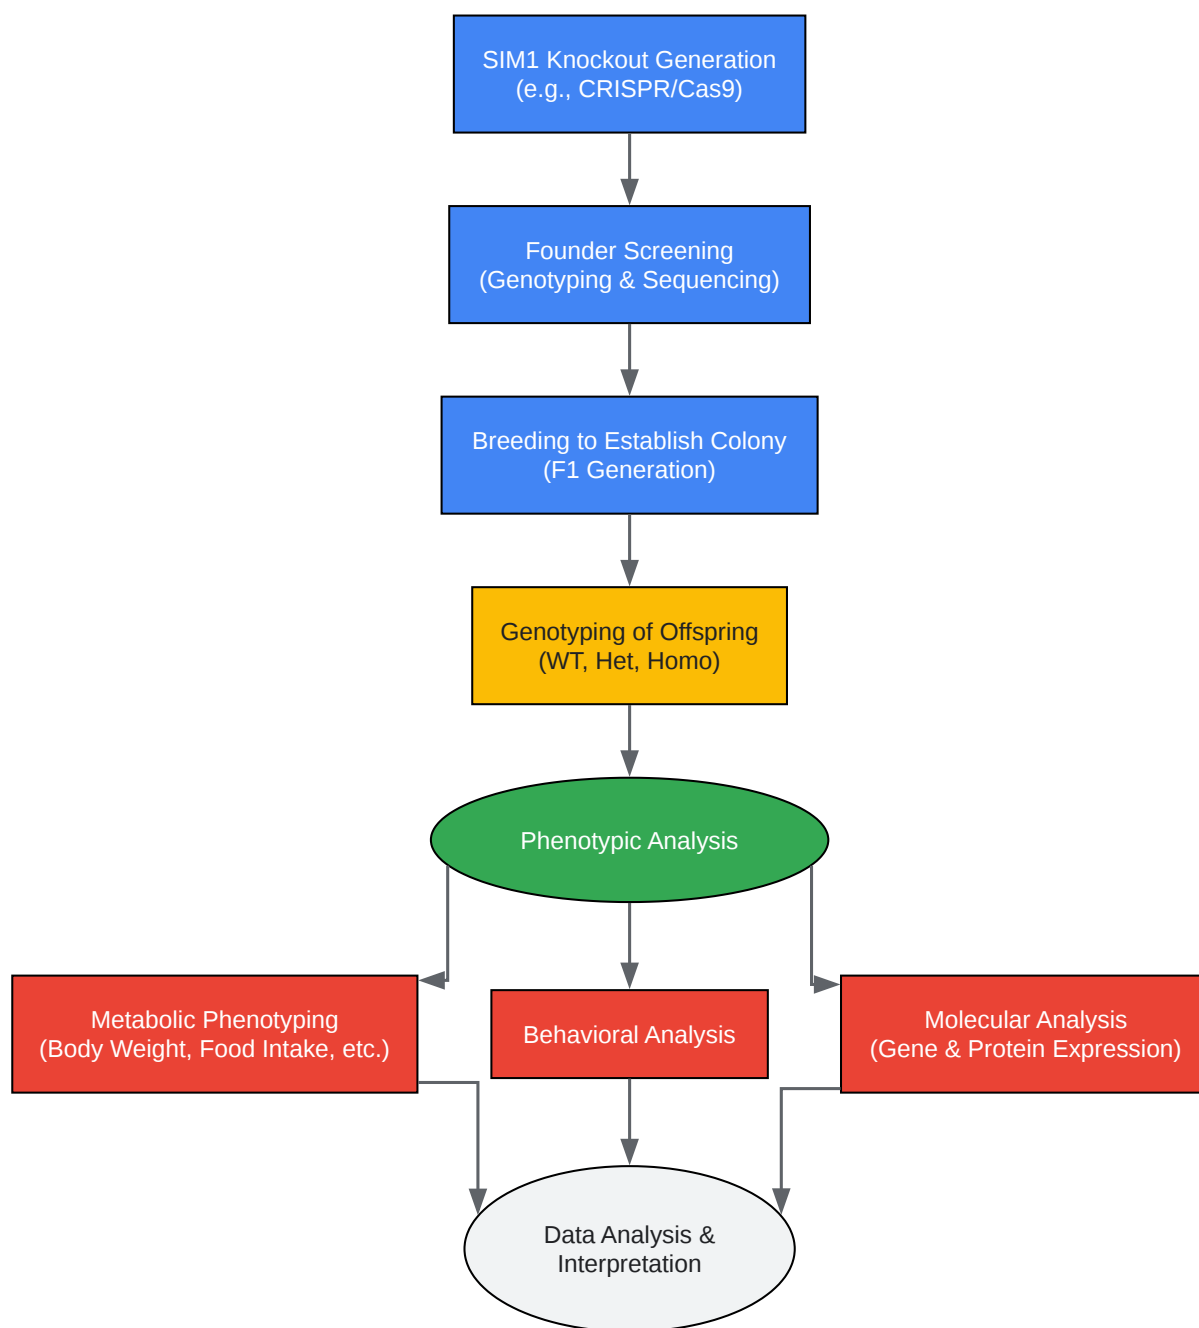 SIM1 Knockout Generation
(e.g., CRISPR/Cas9)
Founder Screening
(Genotyping & Sequencing)
Breeding to Establish Colony
(F1 Generation)
Genotyping of Offspring
(WT, Het, Homo)
Phenotypic Analysis
Metabolic Phenotyping
(Body Weight, Food Intake, etc.)
Behavioral Analysis
Molecular Analysis
(Gene & Protein Expression)
Data Analysis &
Interpretation